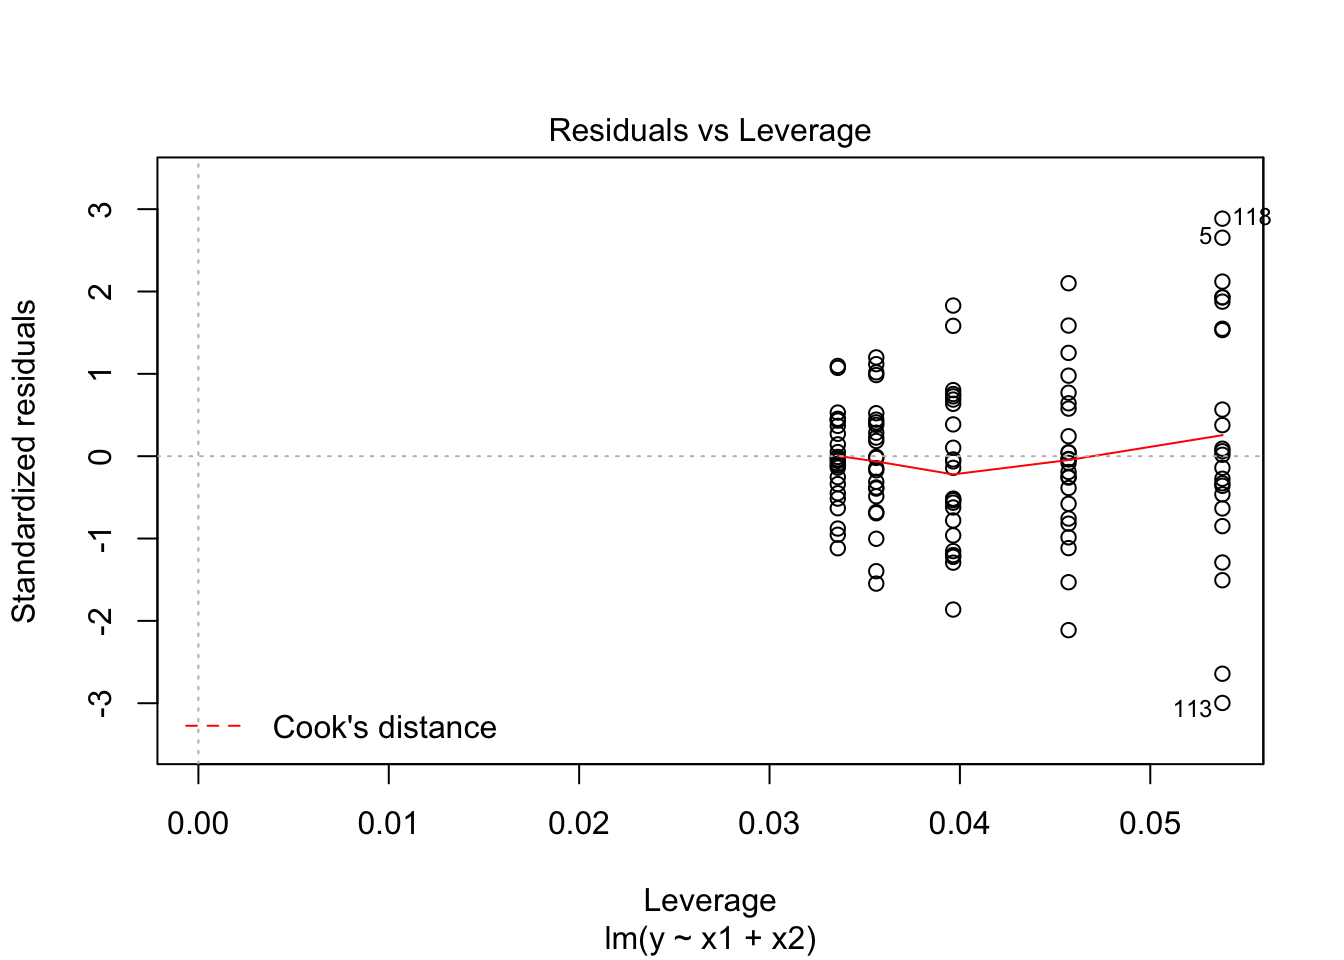 Residuals vs Leverage
Standardized residuals
3
2
1
0
-1
-2
-3
118
5
113
Cook's distance
0.00 0.01 0.02 0.03 0.04 0.05
Leverage
lm(y ~ x1 + x2)